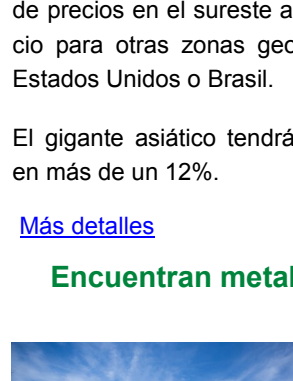 de precios en el sureste a
cio para otras zonas geo
Estados Unidos o Brasil.
El gigante asiático tendrá
en más de un 12%.
Más detalles
Encuentran metal